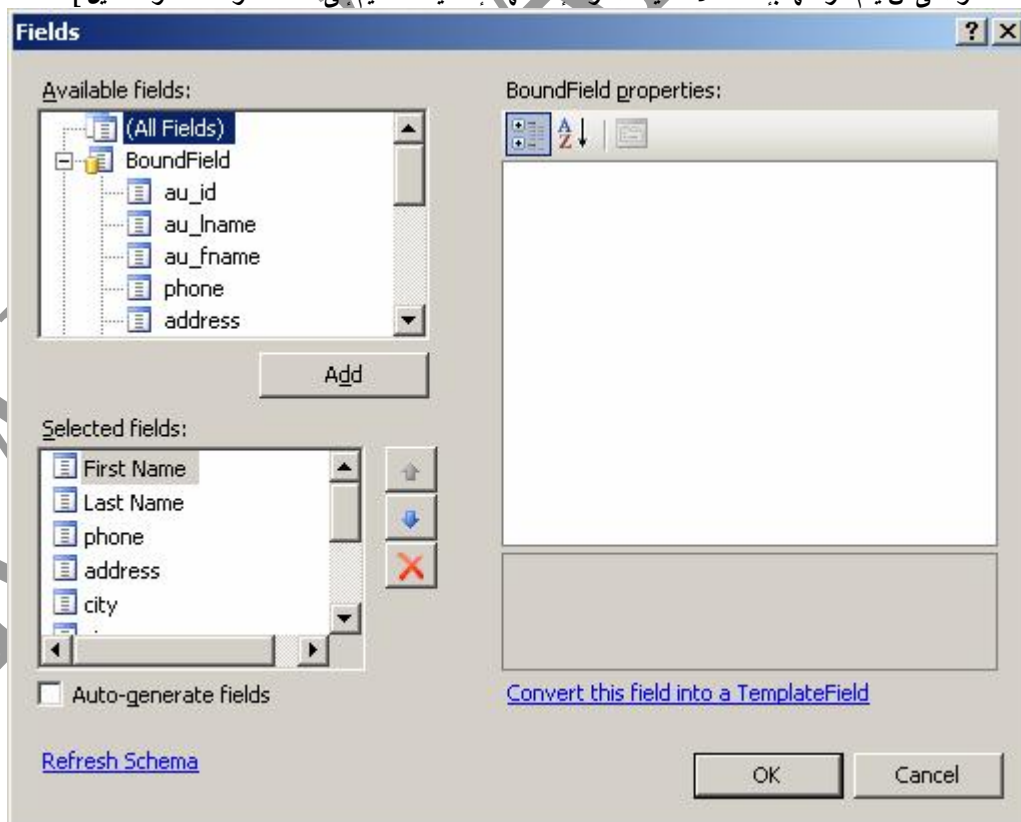 Fields
Available fields:
(All Fields)
BoundField
au_id
au_lname
au_fname
phone
address
Add
Selected fields:
First Name
Last Name
phone
address
city
Auto-generate fields
Refresh Schema
BoundField properties:
Convert this field into a TemplateField
OK
Cancel